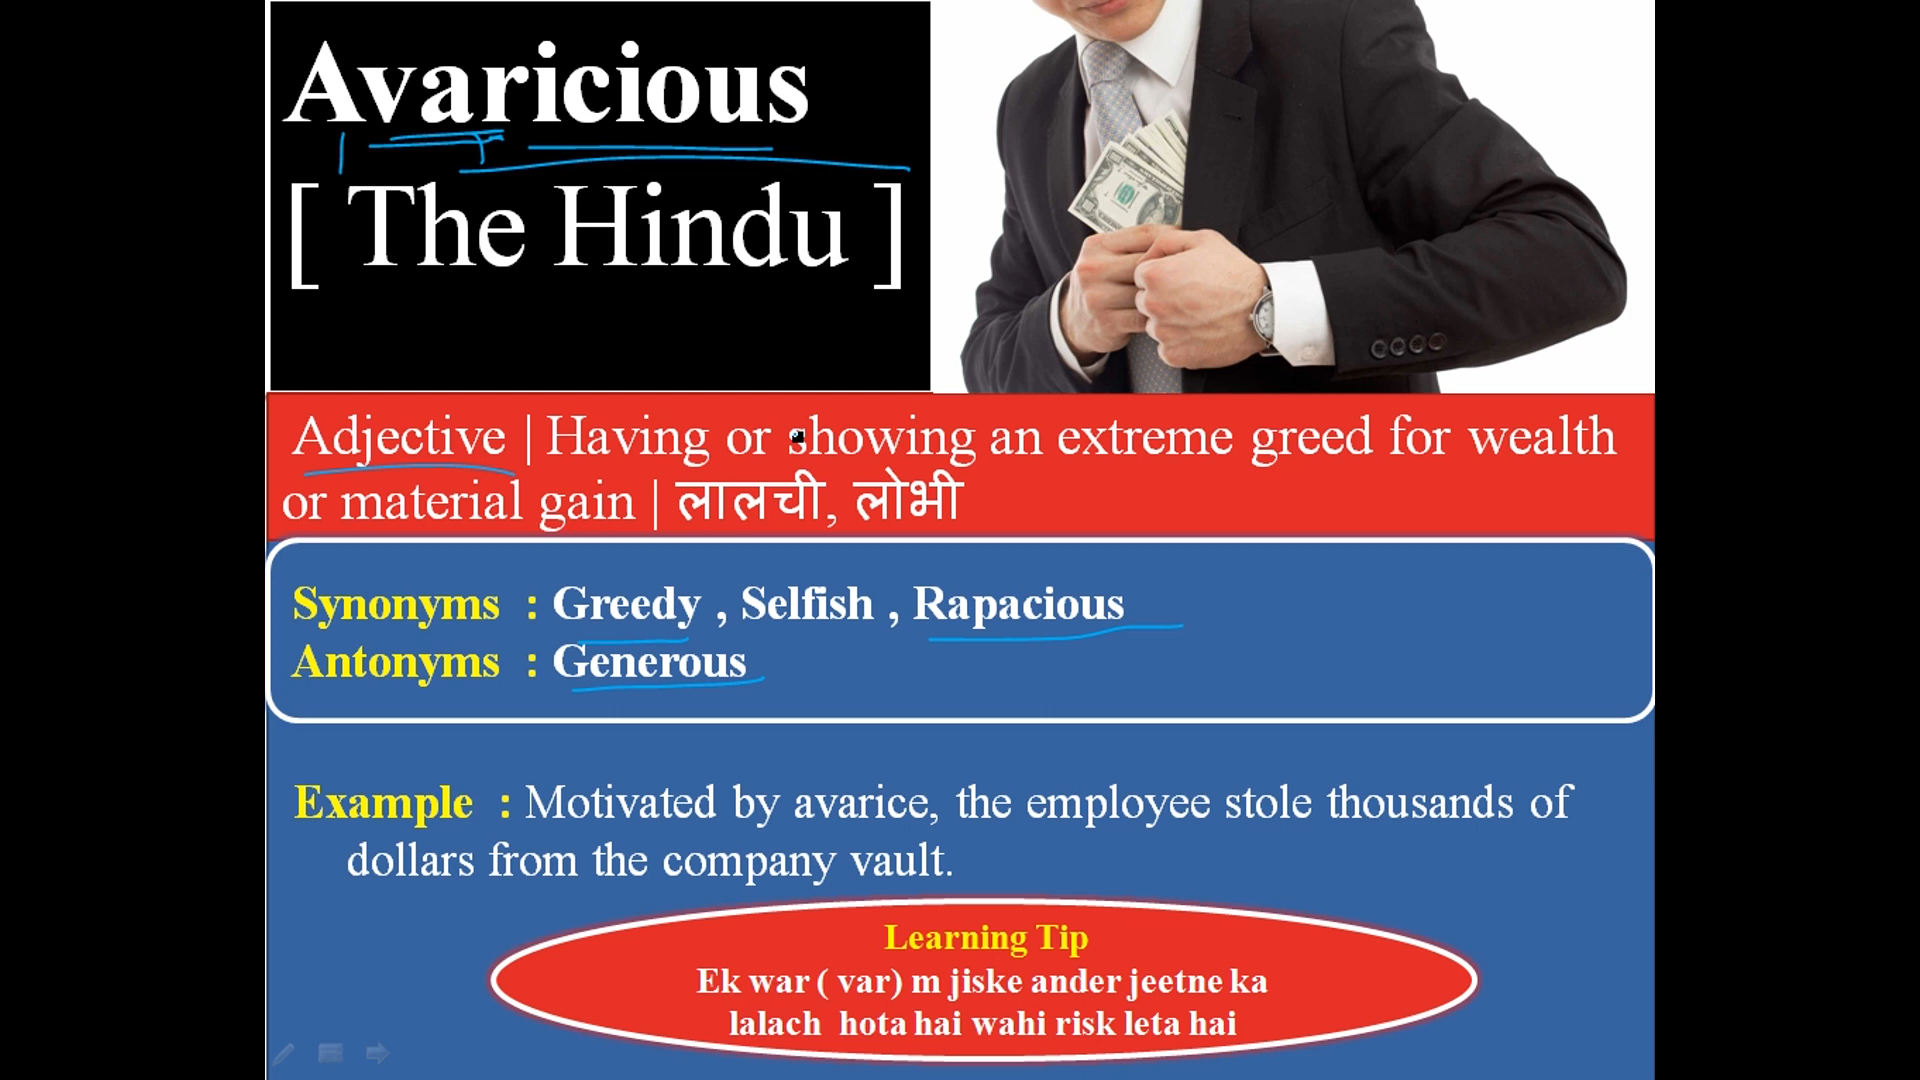 Avaricious
[ The Hindu ]
Adjective | Having or showing an extreme greed for wealth
or material gain | लालची, लोभी
Synonyms : Greedy , Selfish , Rapacious
Antonyms : Generous
Example : Motivated by avarice, the employee stole thousands of
dollars from the company vault.
Learning Tip
Ek war ( var) m jiske ander jeetne ka
lalach hota hai wahi risk leta hai